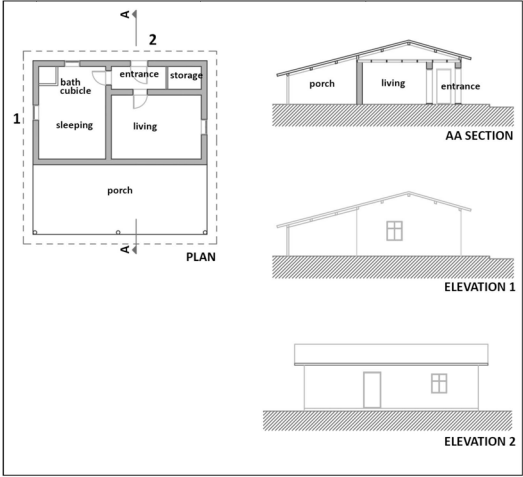 A
2
entrance
storage
bath
cubicle
1
sleeping
living
porch
A
PLAN
porch
living
entrance
AA SECTION
ELEVATION 1
ELEVATION 2